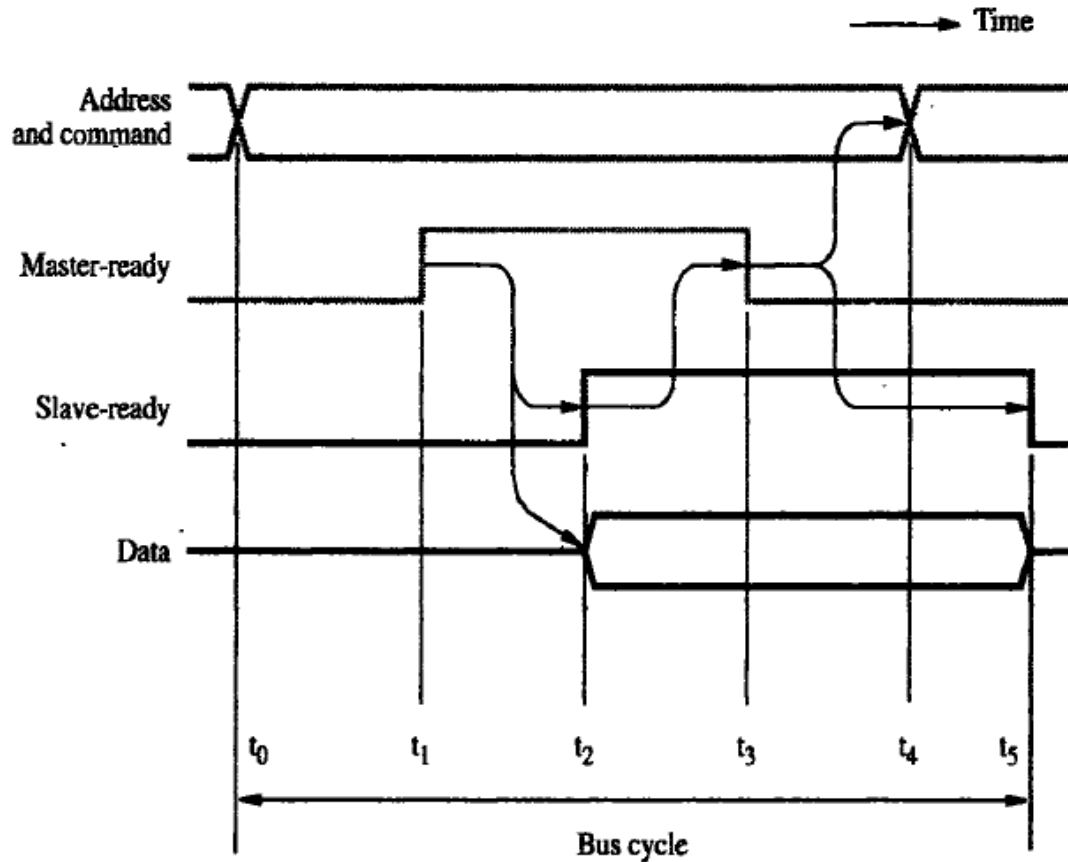 Time
Address
and command
Master-ready
Slave-ready
Data
t0 t1 t2 t3 t4 t5
Bus cycle